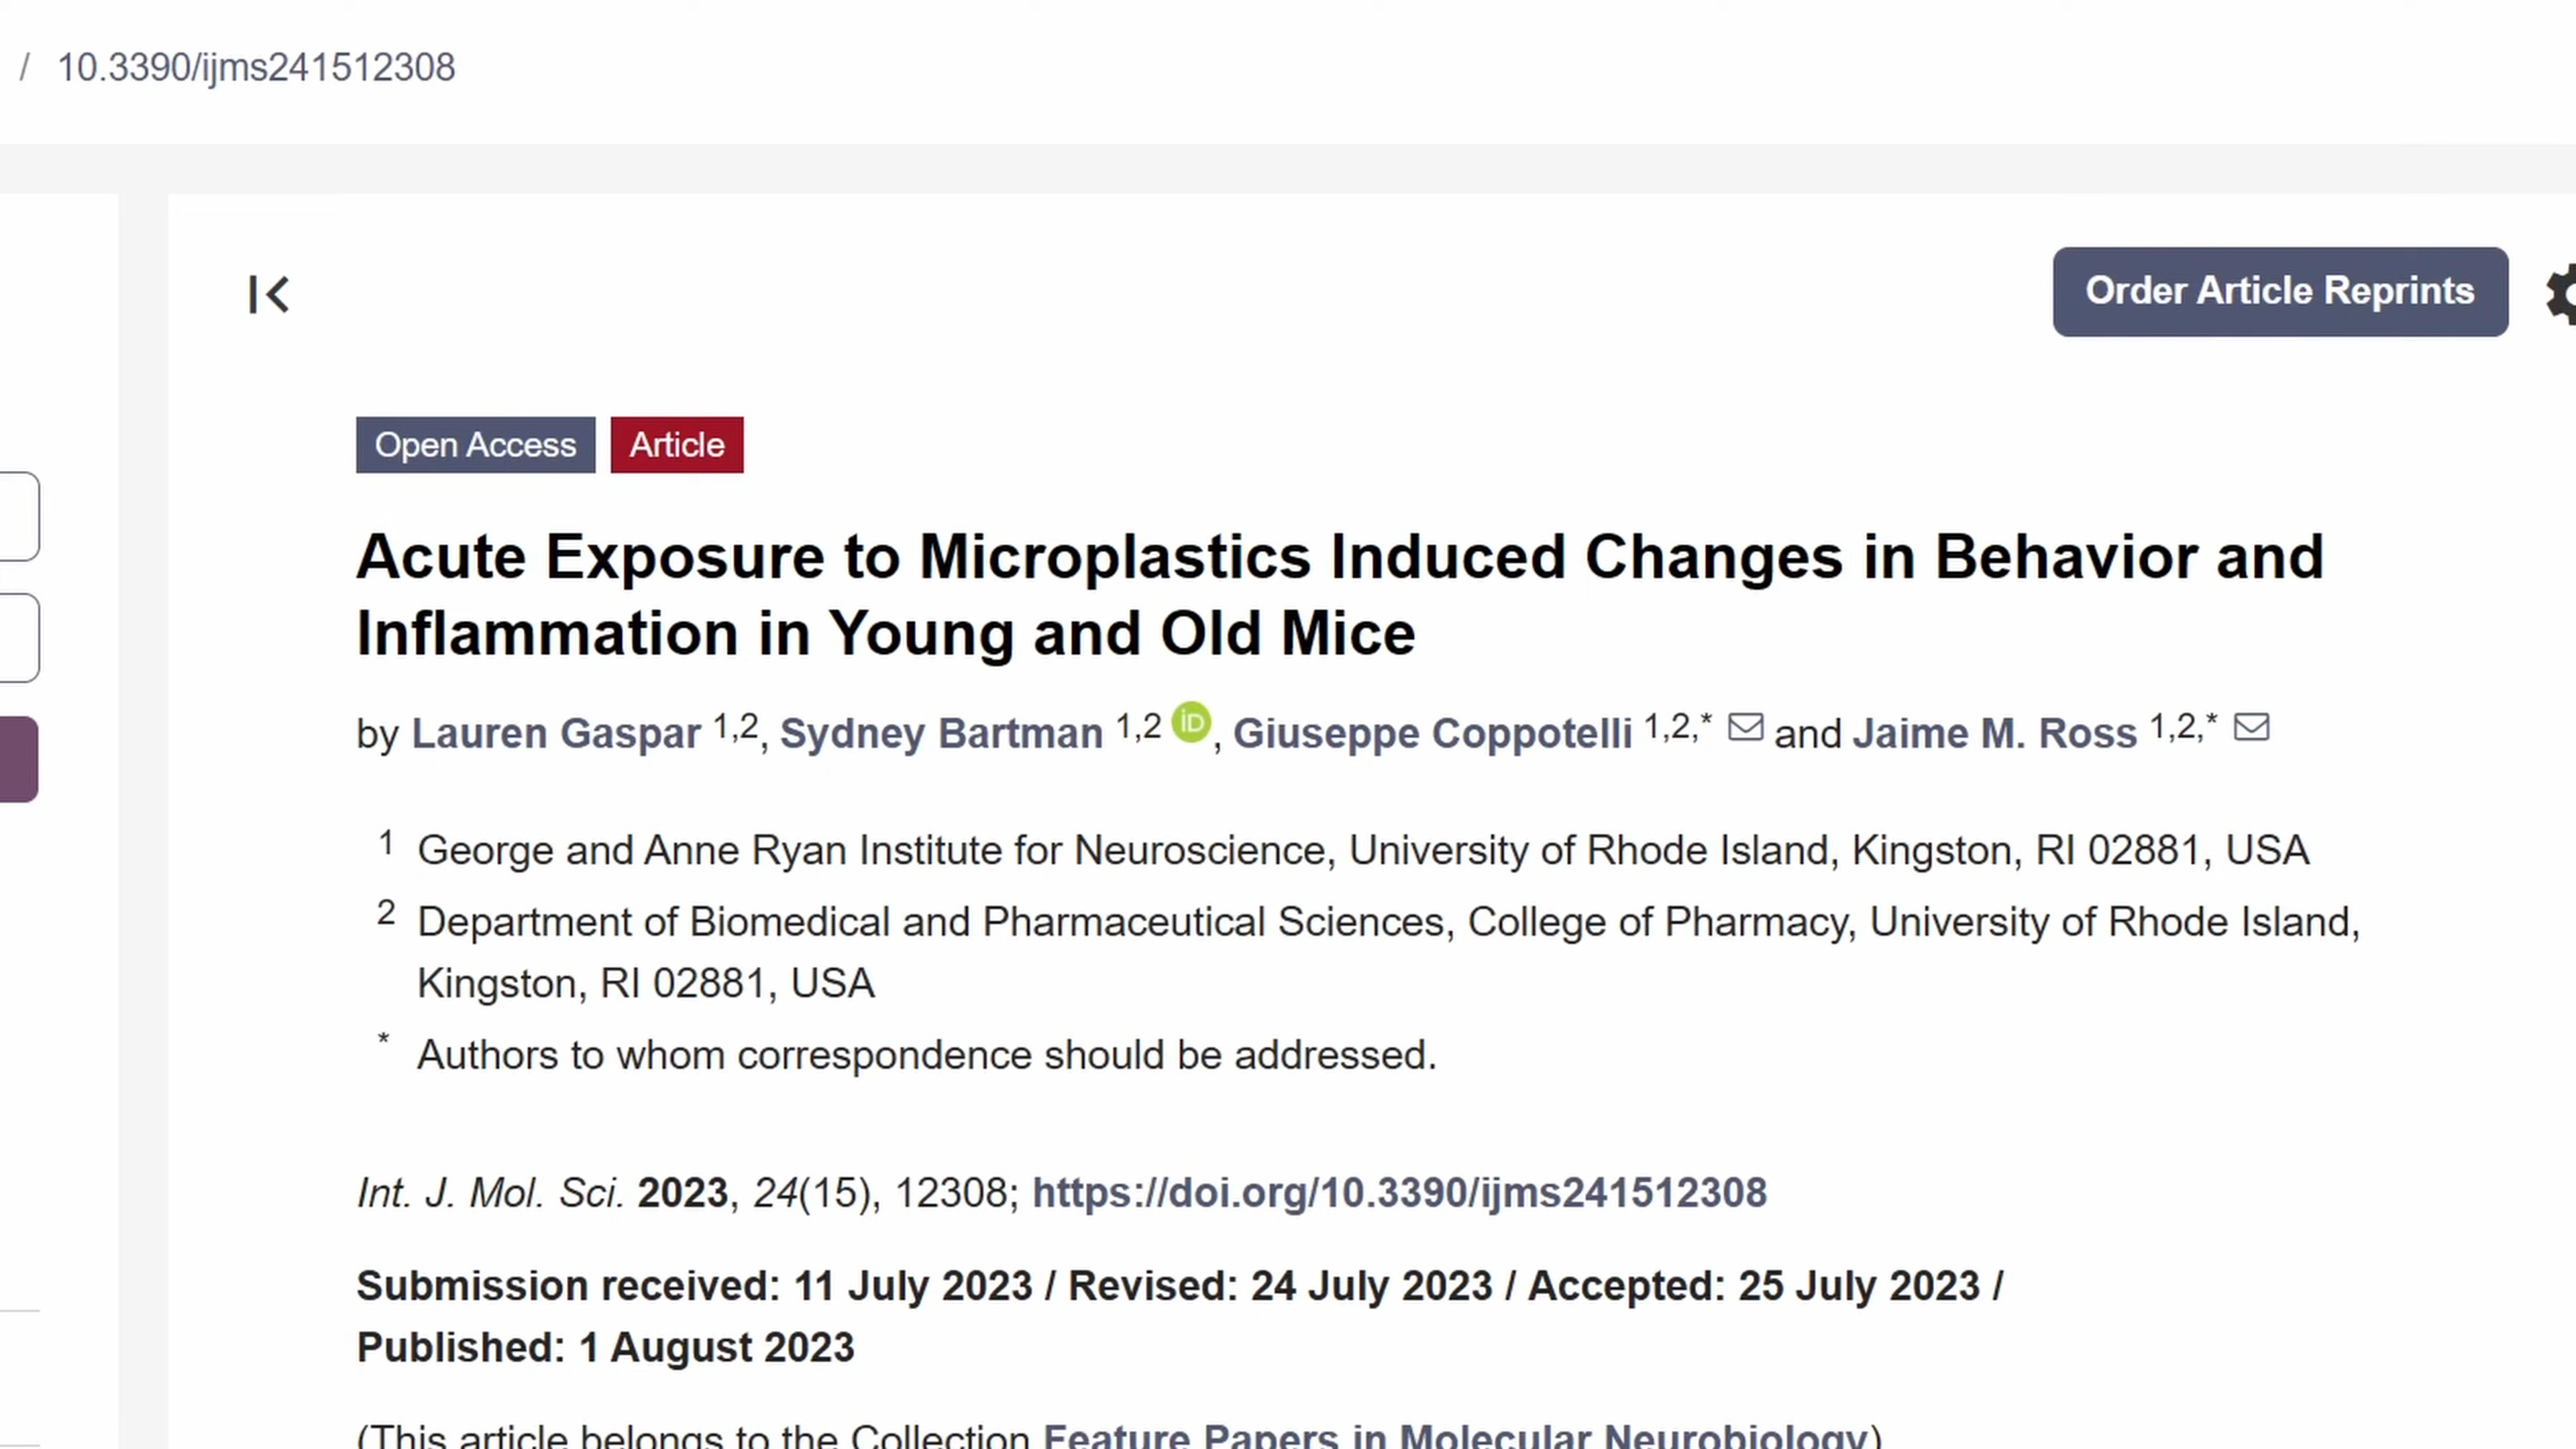 / 10.3390/ijms241512308
Order Article Reprints
Open Access Article
Acute Exposure to Microplastics Induced Changes in Behavior and
Inflammation in Young and Old Mice
by Lauren Gaspar 1,2, Sydney Bartman 1,2 iD, Giuseppe Coppotelli 1,2,* and Jaime M. Ross 1,2,*
1 George and Anne Ryan Institute for Neuroscience, University of Rhode Island, Kingston, RI 02881, USA
2 Department of Biomedical and Pharmaceutical Sciences, College of Pharmacy, University of Rhode Island,
Kingston, RI 02881, USA
* Authors to whom correspondence should be addressed.
Int. J. Mol. Sci. 2023, 24(15), 12308; https://doi.org/10.3390/ijms241512308
Submission received: 11 July 2023 / Revised: 24 July 2023 / Accepted: 25 July 2023 /
Published: 1 August 2023
(This article belongs to the Collection Feature Papers in Molecular Neurobiology)